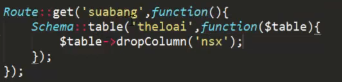 Route::get('suabang',function(){
Schema::table('theloai',function($table){
$table->dropColumn('nsx');
});
});